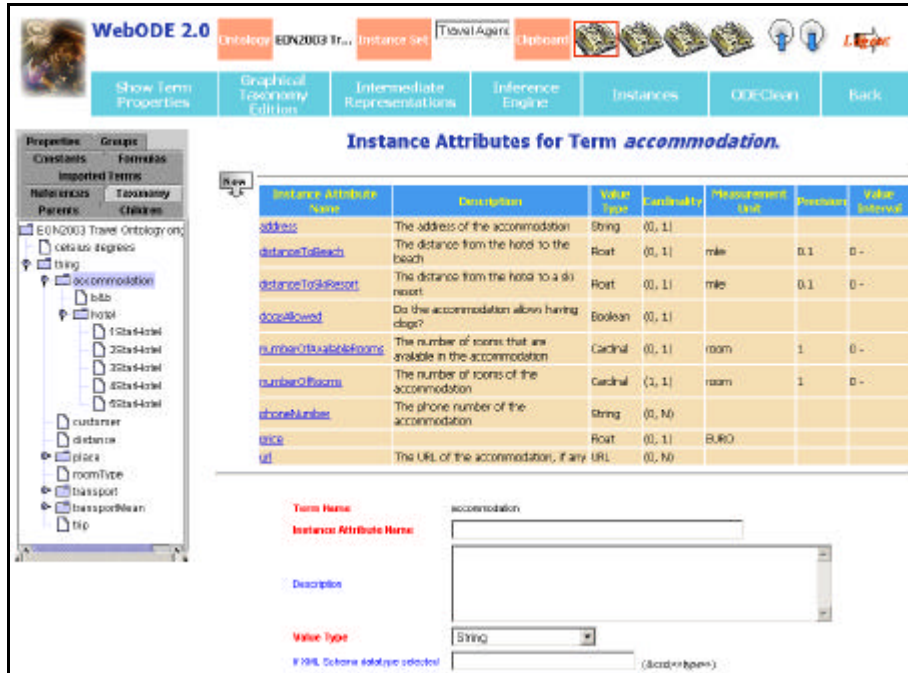 WebODE 2.0
Ontology EON2003 Tr... Instance Set Travel Agenc Clipboard Logout
Show Term Properties
Graphical Taxonomy Edition
Intermediate Representations
Inference Engine
Instances
ODEClean
Back
Properties Groups
Constants Formulas
Imported Terms
References Taxonomy
Parents Children
EON2003 Travel Ontology
celsius degrees
thing
accommodation
b&b
hotel
1StarHotel
2StarHotel
3StarHotel
4StarHotel
5StarHotel
customer
distance
place
roomType
transport
transportMean
trip
Instance Attributes for Term accommodation.
New
Instance Attribute Name Description Value Type Cardinality Measurement Unit Precision Value Interval
address The address of the accommodation String (0, 1)
distanceToBeach The distance from the hotel to the beach Float (0, 1) mile 0.1 0 -
distanceToSkiResort The distance from the hotel to a ski resort Float (0, 1) mile 0.1 0 -
dogsAllowed Do the accommodation allows having dogs? Boolean (0, 1)
numberOfAvailableRooms The number of rooms that are available in the accommodation Cardinal (0, 1) room 1 0 -
numberOfRooms The number of rooms of the accommodation Cardinal (1, 1) room 1 0 -
phoneNumber The phone number of the accommodation String (0, N)
price Float (0, 1) EURO
url The URL of the accommodation, if any URL (0, N)
Term Name accommodation
Instance Attribute Name
Description
Value Type String
If XML Schema datatype selected